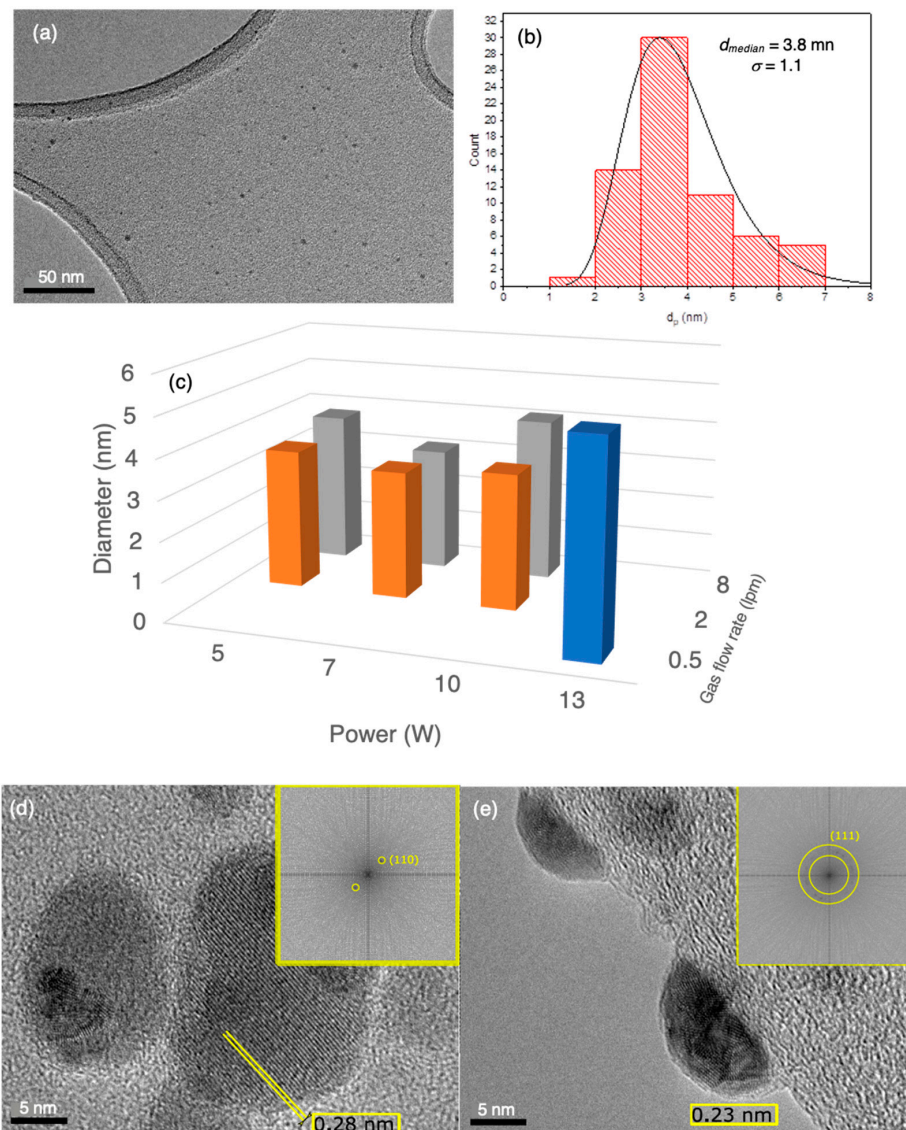 (a)
50 nm
(b)
d_median = 3.8 mn
σ = 1.1
Count
30
28
26
24
22
20
18
16
14
12
10
8
6
4
2
0
0 1 2 3 4 5 6 7 8
d_p (nm)
(c)
Diameter (nm)
6
5
4
3
2
1
0
5
7
10
13
Power (W)
8
2
0.5
Gas flow rate (lpm)
(d)
(110)
5 nm
0.28 nm
(e)
(111)
5 nm
0.23 nm